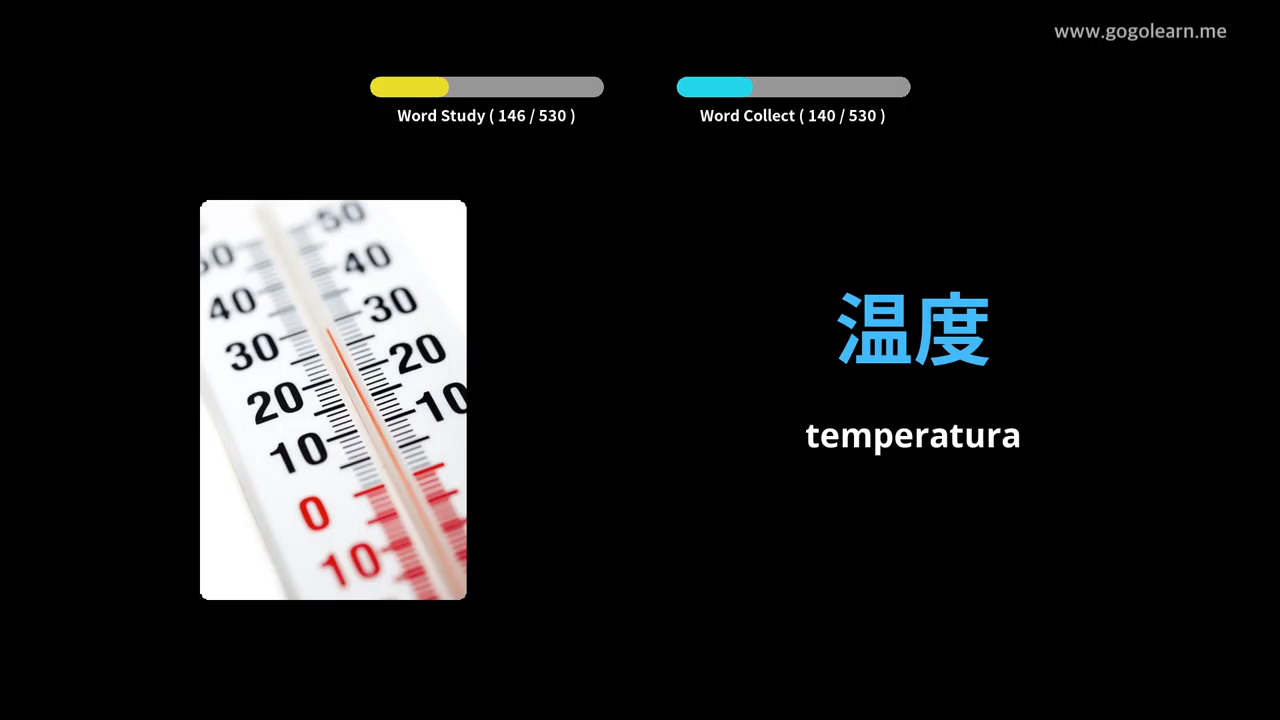 www.gogolearn.me
Word Study ( 146 / 530 )
Word Collect ( 140 / 530 )
50
40
30
20
10
40
30
20
10
0
10
温度
temperatura